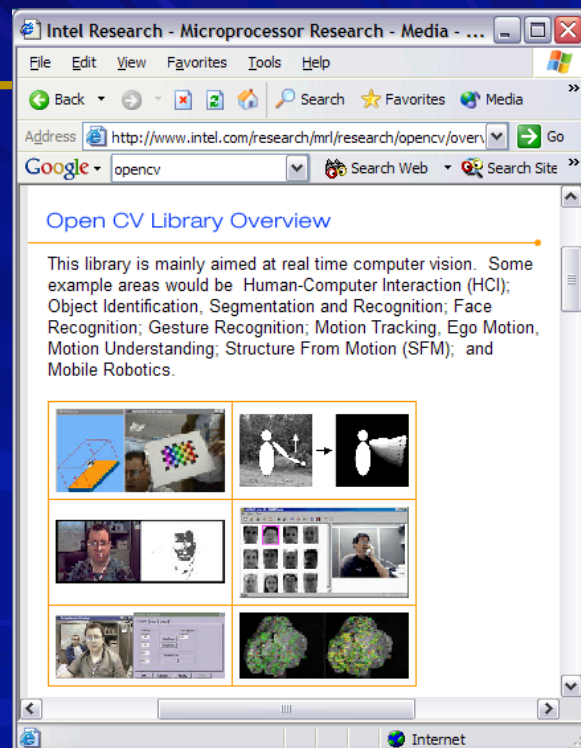 Intel Research - Microprocessor Research - Media - ...
File Edit View Favorites Tools Help
Back Search Favorites Media »
Address http://www.intel.com/research/mrl/research/opencv/over Go
Google opencv Search Web Search Site »
Open CV Library Overview
This library is mainly aimed at real time computer vision. Some
example areas would be Human-Computer Interaction (HCI);
Object Identification, Segmentation and Recognition; Face
Recognition; Gesture Recognition; Motion Tracking, Ego Motion,
Motion Understanding; Structure From Motion (SFM); and
Mobile Robotics.
Internet